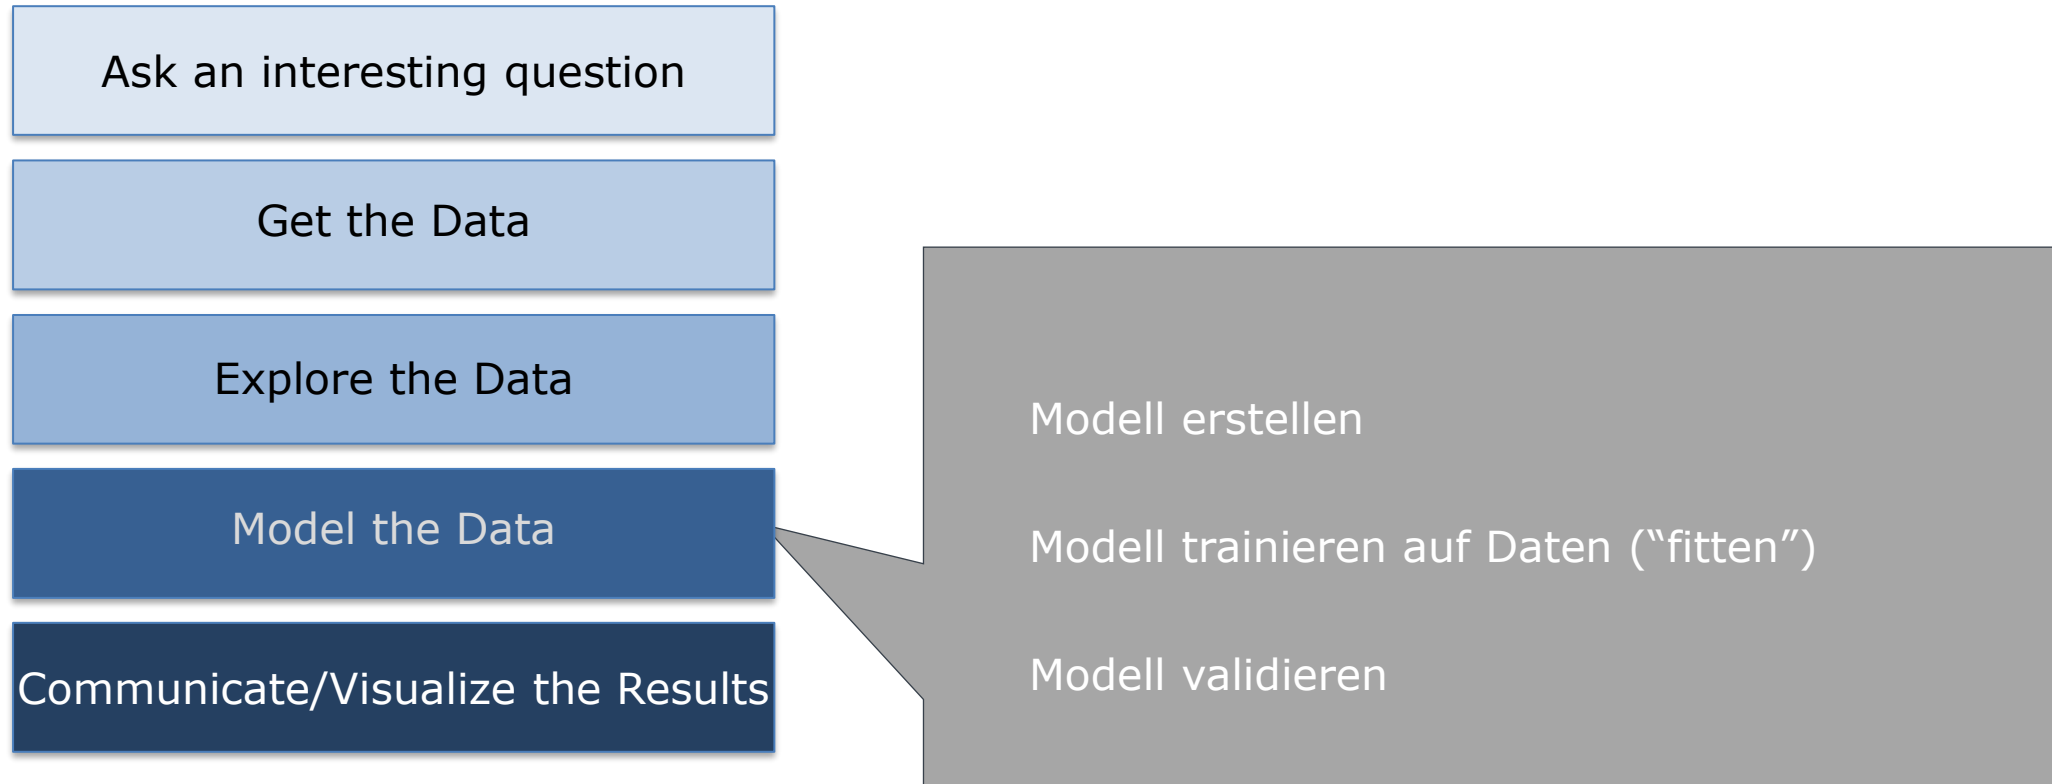 Ask an interesting question
Get the Data
Explore the Data
Model the Data
Communicate/Visualize the Results
Modell erstellen
Modell trainieren auf Daten (“fitten”)
Modell validieren